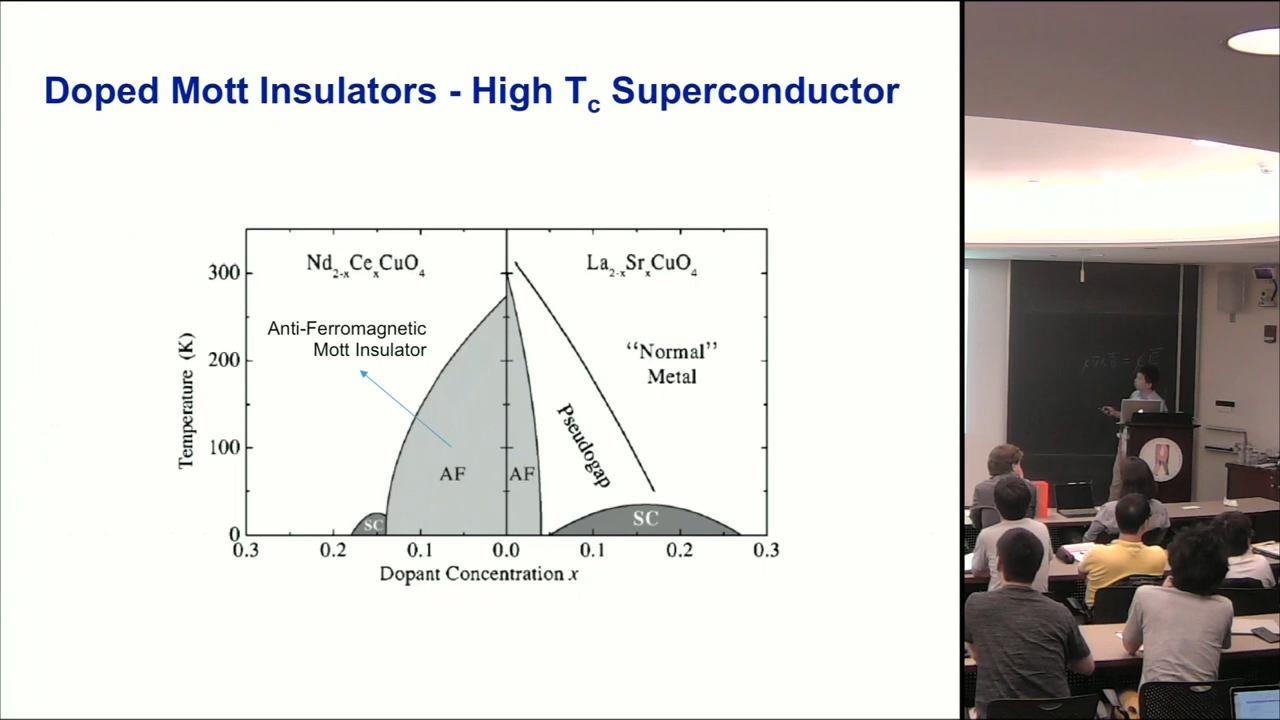 Doped Mott Insulators - High Tc Superconductor
Nd2-xCexCuO4
La2-xSrxCuO4
Anti-Ferromagnetic
Mott Insulator
“Normal”
Metal
Pseudogap
AF
AF
SC
SC
Temperature (K)
300
200
100
0
0.3
0.2
0.1
0.0
0.1
0.2
0.3
Dopant Concentration x